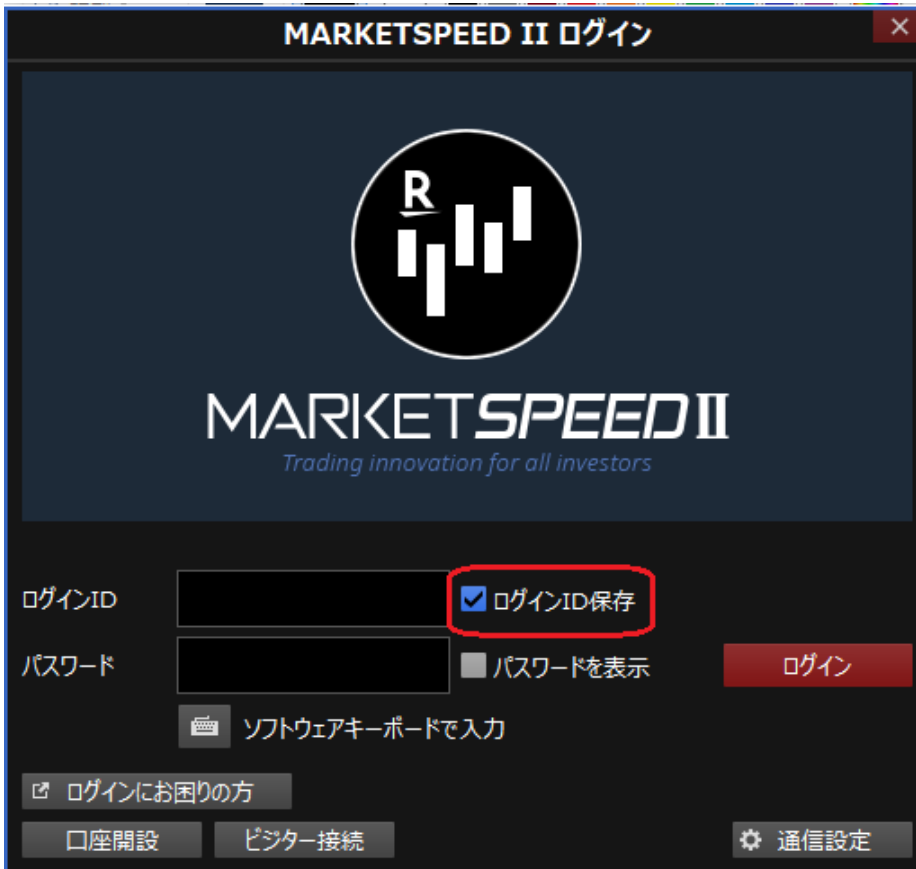 MARKETSPEED II ログイン
R
MARKETSPEED II
Trading innovation for all investors
ログインID
ログインID保存
パスワード
パスワードを表示
ログイン
ソフトウェアキーボードで入力
ログインにお困りの方
口座開設
ビジター接続
通信設定